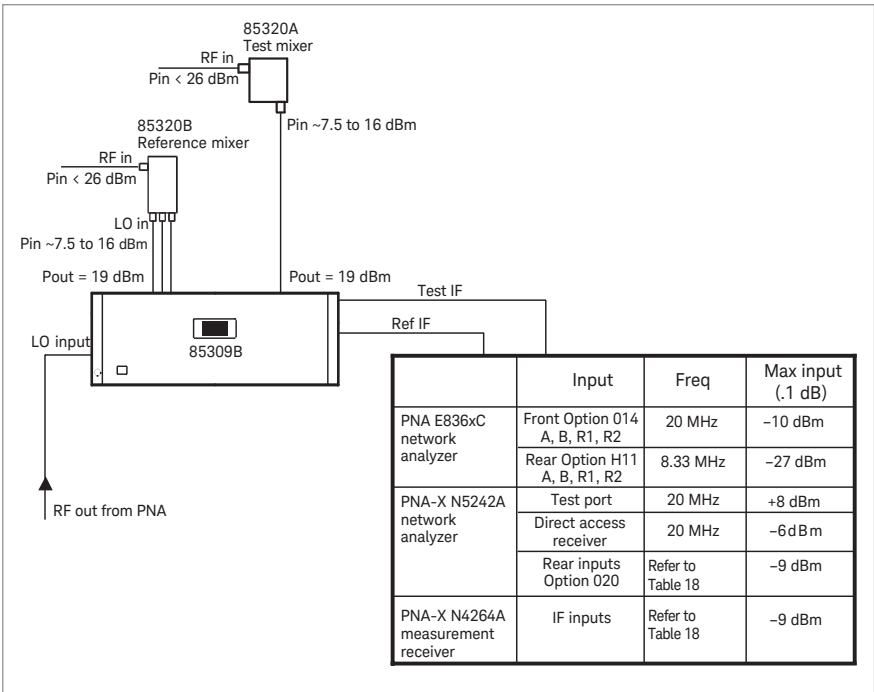 85320A
Test mixer
RF in
Pin < 26 dBm
Pin ~7.5 to 16 dBm
85320B
Reference mixer
RF in
Pin < 26 dBm
LO in
Pin ~7.5 to 16 dBm
Pout = 19 dBm
Pout = 19 dBm
Test IF
Ref IF
LO input
85309B
RF out from PNA
Input
Freq
Max input
(.1 dB)
PNA E836xC
network
analyzer
Front Option 014
A, B, R1, R2
20 MHz
–10 dBm
Rear Option H11
A, B, R1, R2
8.33 MHz
–27 dBm
PNA-X N5242A
network
analyzer
Test port
20 MHz
+8 dBm
Direct access
receiver
20 MHz
–6dBm
Rear inputs
Option 020
Refer to
Table 18
–9 dBm
PNA-X N4264A
measurement
receiver
IF inputs
Refer to
Table 18
–9 dBm